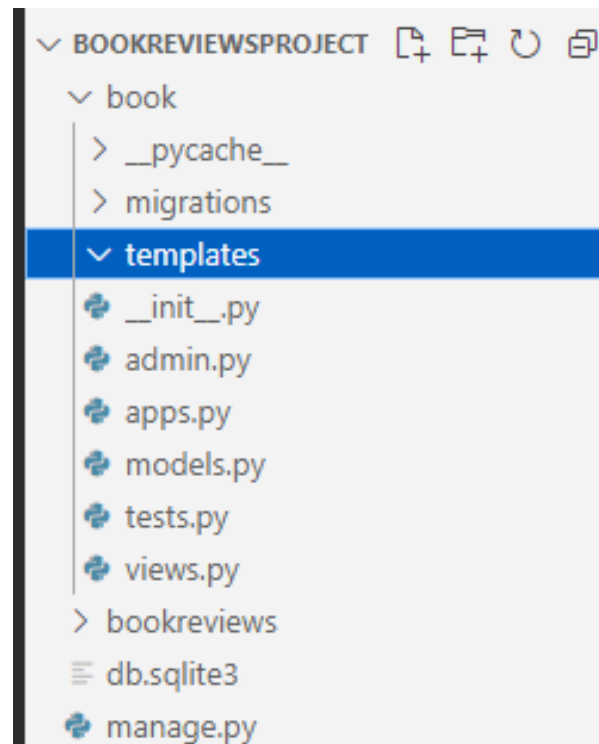 BOOKREVIEWSPROJECT
book
__pycache__
migrations
templates
__init__.py
admin.py
apps.py
models.py
tests.py
views.py
bookreviews
db.sqlite3
manage.py